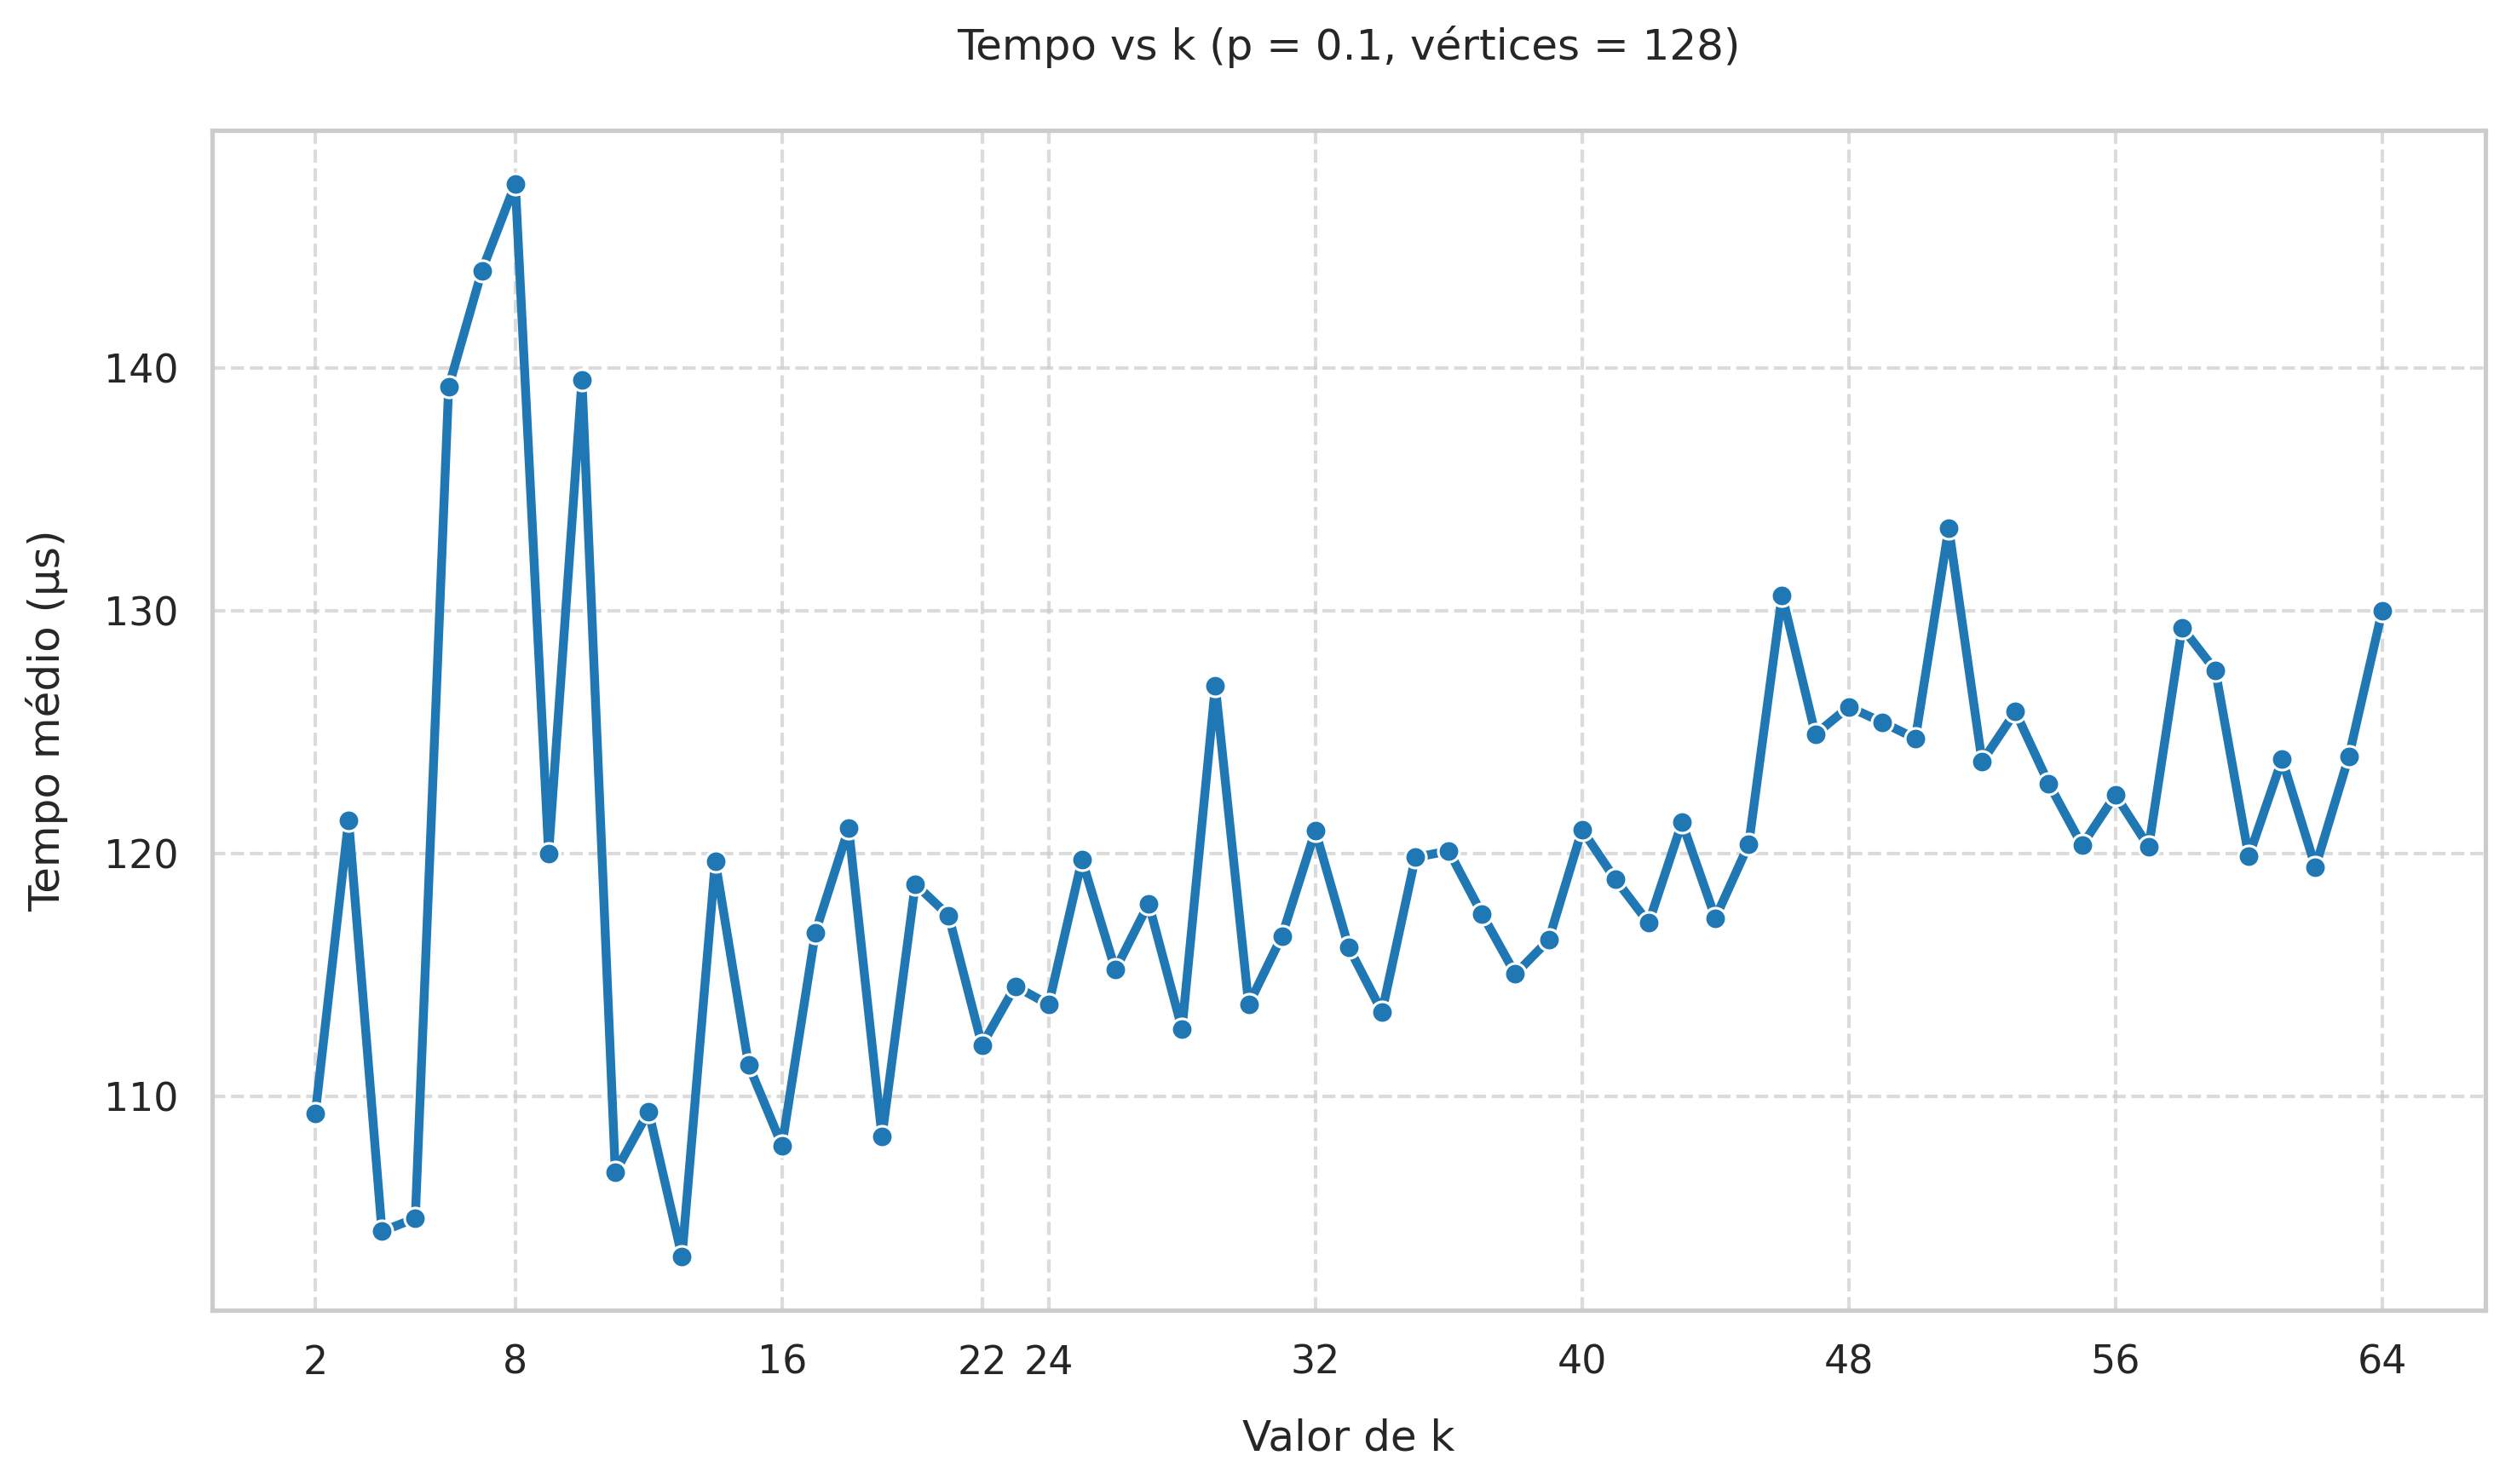 Tempo vs k (p = 0.1, vértices = 128)
Tempo médio (µs)
140
130
120
110
2 8 16 22 24 32 40 48 56 64
Valor de k